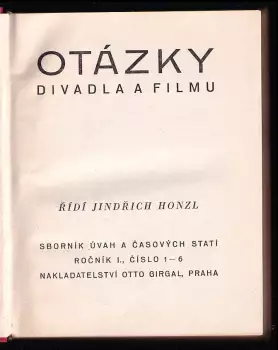 OTÁZKY
DIVADLA A FILMU
ŘÍDÍ JINDŘICH HONZL
SBORNÍK ÚVAH A ČASOVÝCH STATÍ
ROČNÍK I., ČÍSLO 1–6
NAKLADATELSTVÍ OTTO GIRGAL, PRAHA